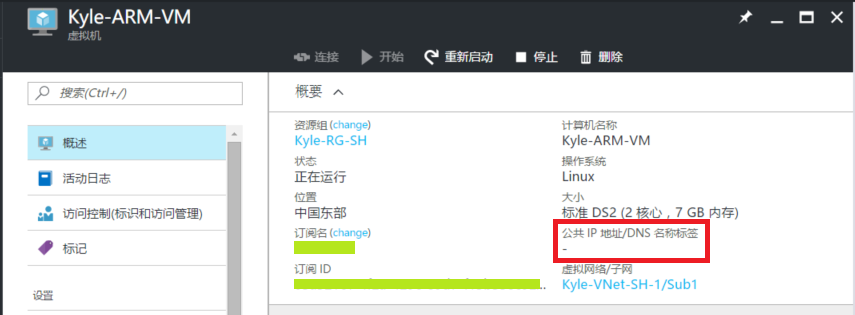 Kyle-ARM-VM
虚拟机
连接 开始 重新启动 停止 删除
搜索(Ctrl+/)
概述
活动日志
访问控制(标识和访问管理)
标记
设置
概要
资源组 (change)
Kyle-RG-SH
状态
正在运行
位置
中国东部
订阅名 (change)
订阅 ID
...
计算机名称
Kyle-ARM-VM
操作系统
Linux
大小
标准 DS2 (2 核心，7 GB 内存)
公共 IP 地址/DNS 名称标签
-
虚拟网络/子网
Kyle-VNet-SH-1/Sub1